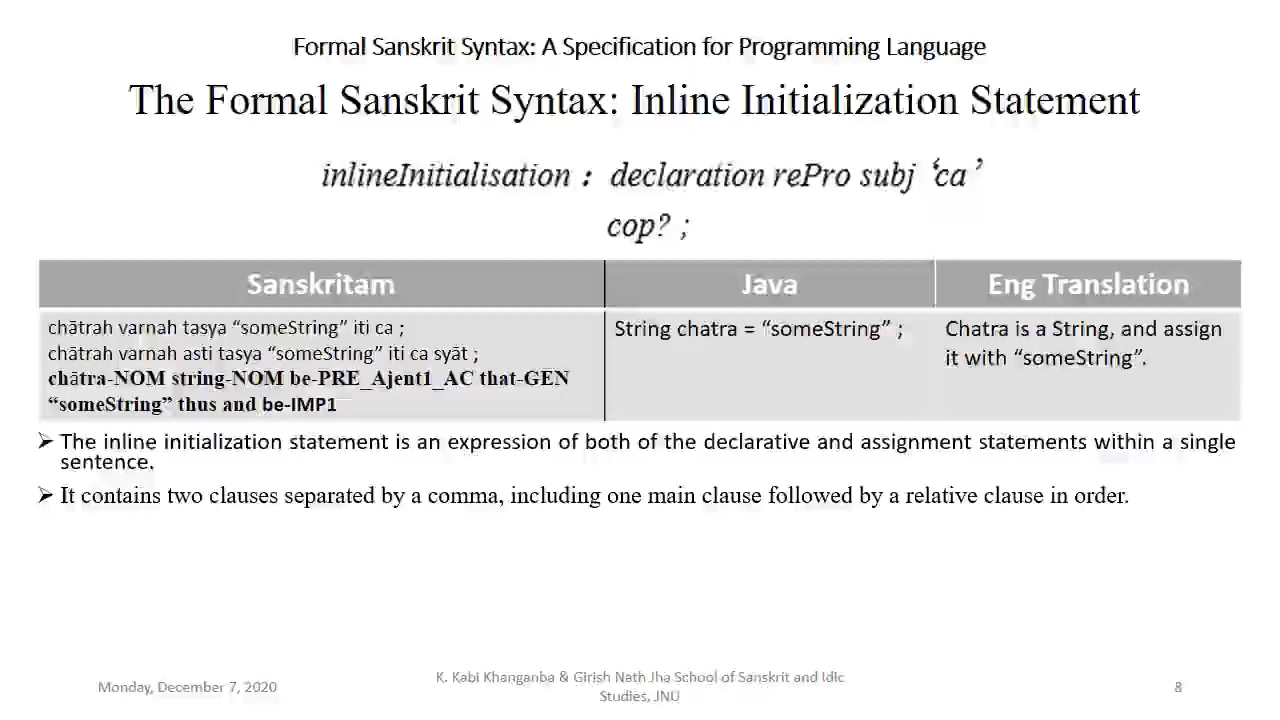 Formal Sanskrit Syntax: A Specification for Programming Language
The Formal Sanskrit Syntax: Inline Initialization Statement
inlineInitialisation : declaration rePro subj ‘ca’
cop? ;
Sanskritam
Java
Eng Translation
chātrah varnah tasya “someString” iti ca ;
chātrah varnah asti tasya “someString” iti ca syāt ;
chātra-NOM string-NOM be-PRE_Ajent1_AC that-GEN
“someString” thus and be-IMP1
String chatra = “someString” ;
Chatra is a String, and assign
it with “someString”.
➢ The inline initialization statement is an expression of both of the declarative and assignment statements within a single
sentence.
➢ It contains two clauses separated by a comma, including one main clause followed by a relative clause in order.
Monday, December 7, 2020
K. Kabi Khanganba & Girish Nath Jha School of Sanskrit and Idic
Studies, JNU
8